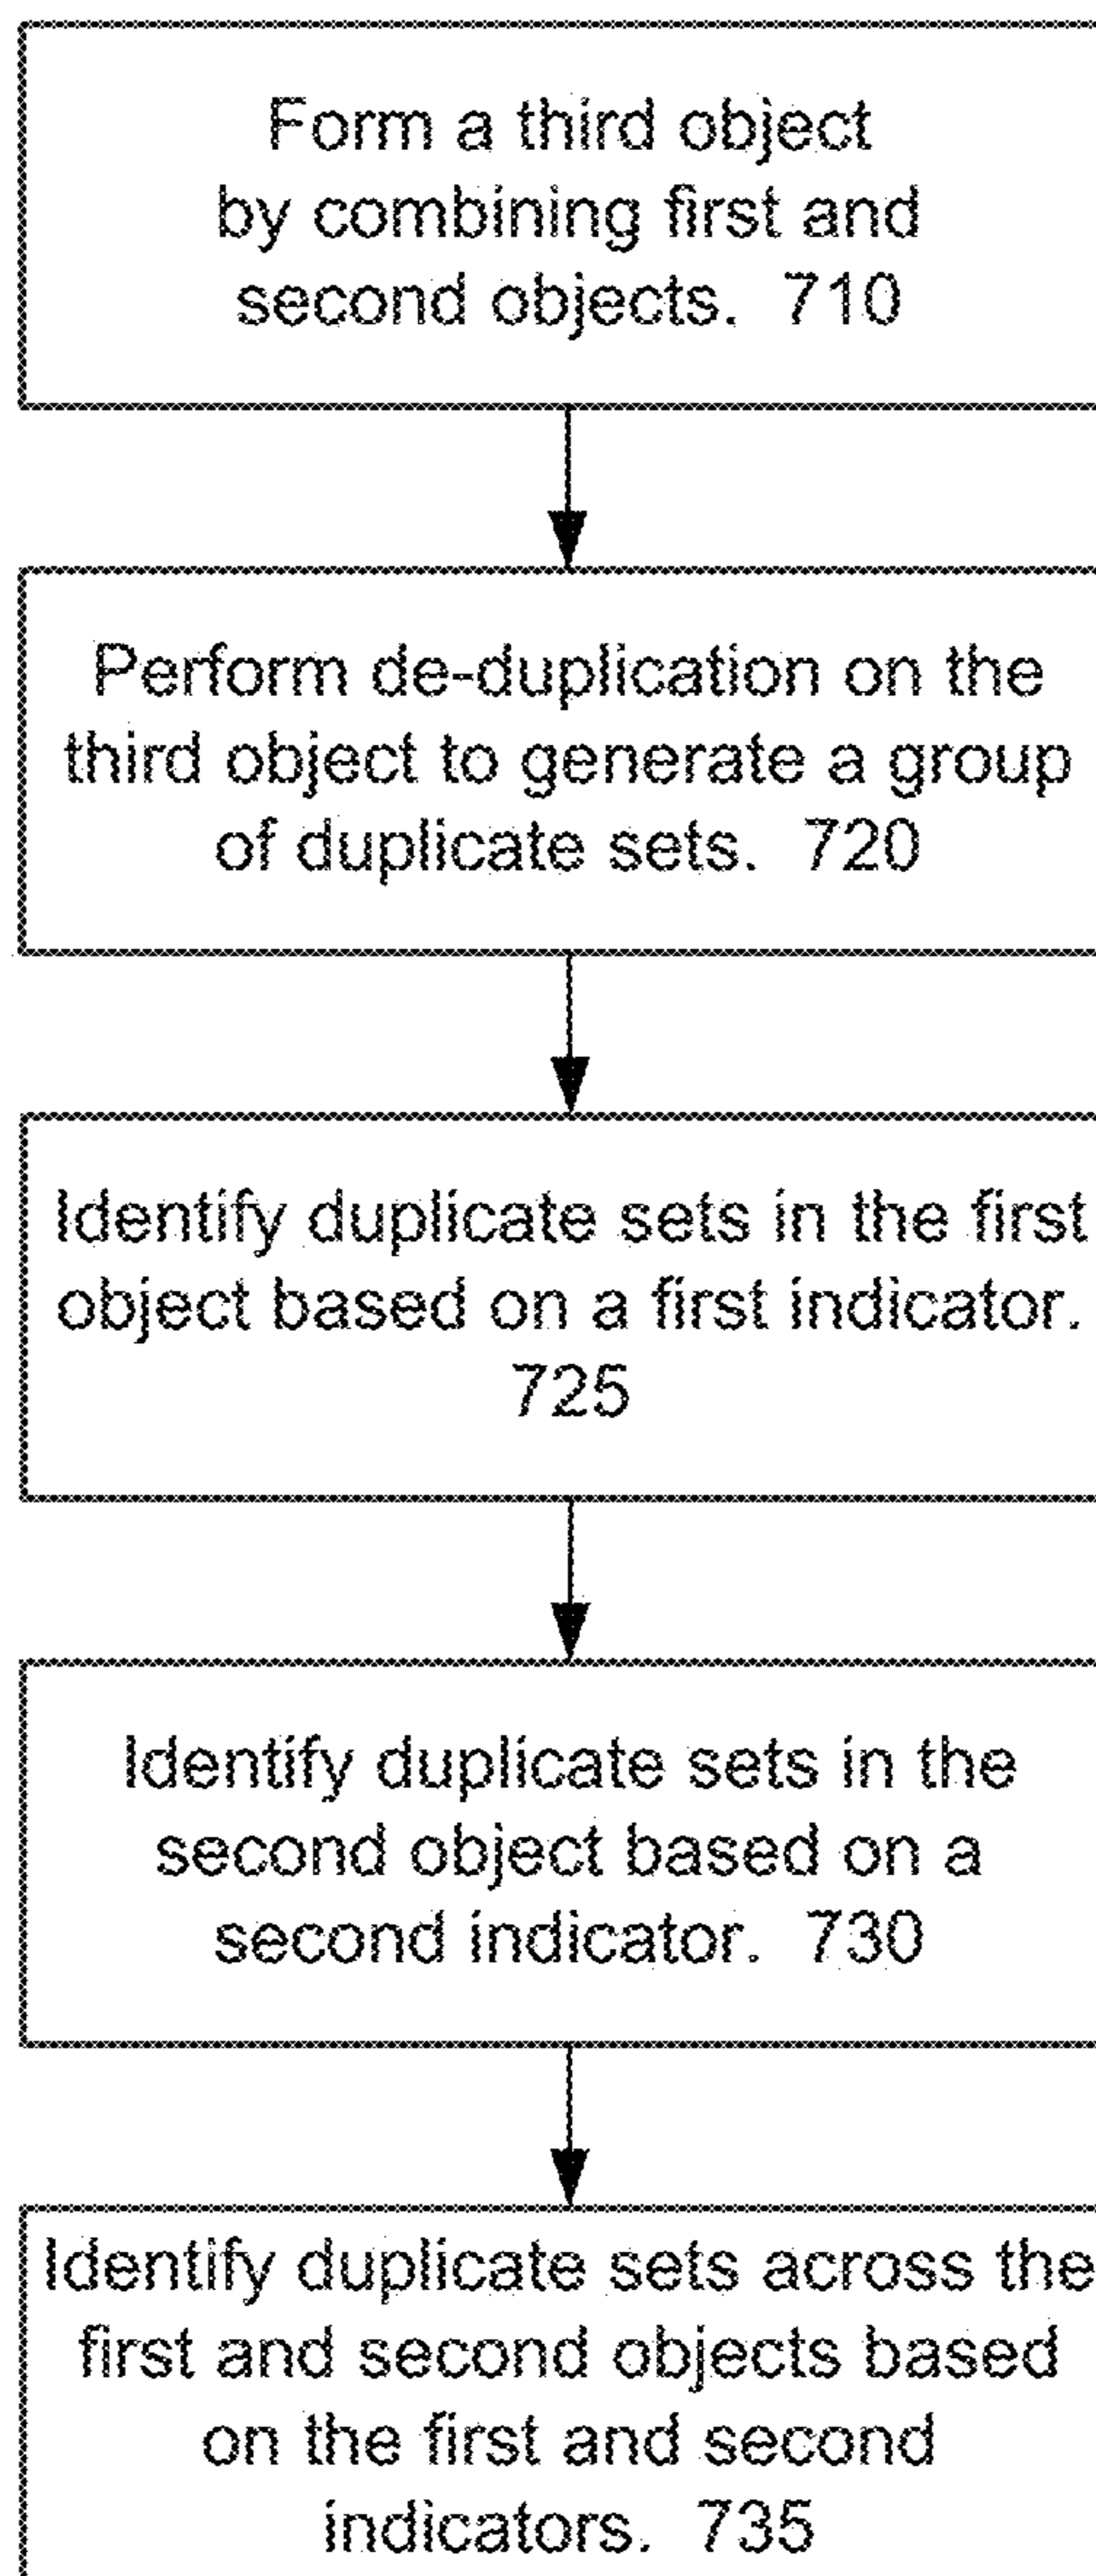 Form a third object
by combining first and
second objects. 710
Perform de-duplication on the
third object to generate a group
of duplicate sets. 720
Identify duplicate sets in the first
object based on a first indicator.
725
Identify duplicate sets in the
second object based on a
second indicator. 730
Identify duplicate sets across the
first and second objects based
on the first and second
indicators. 735